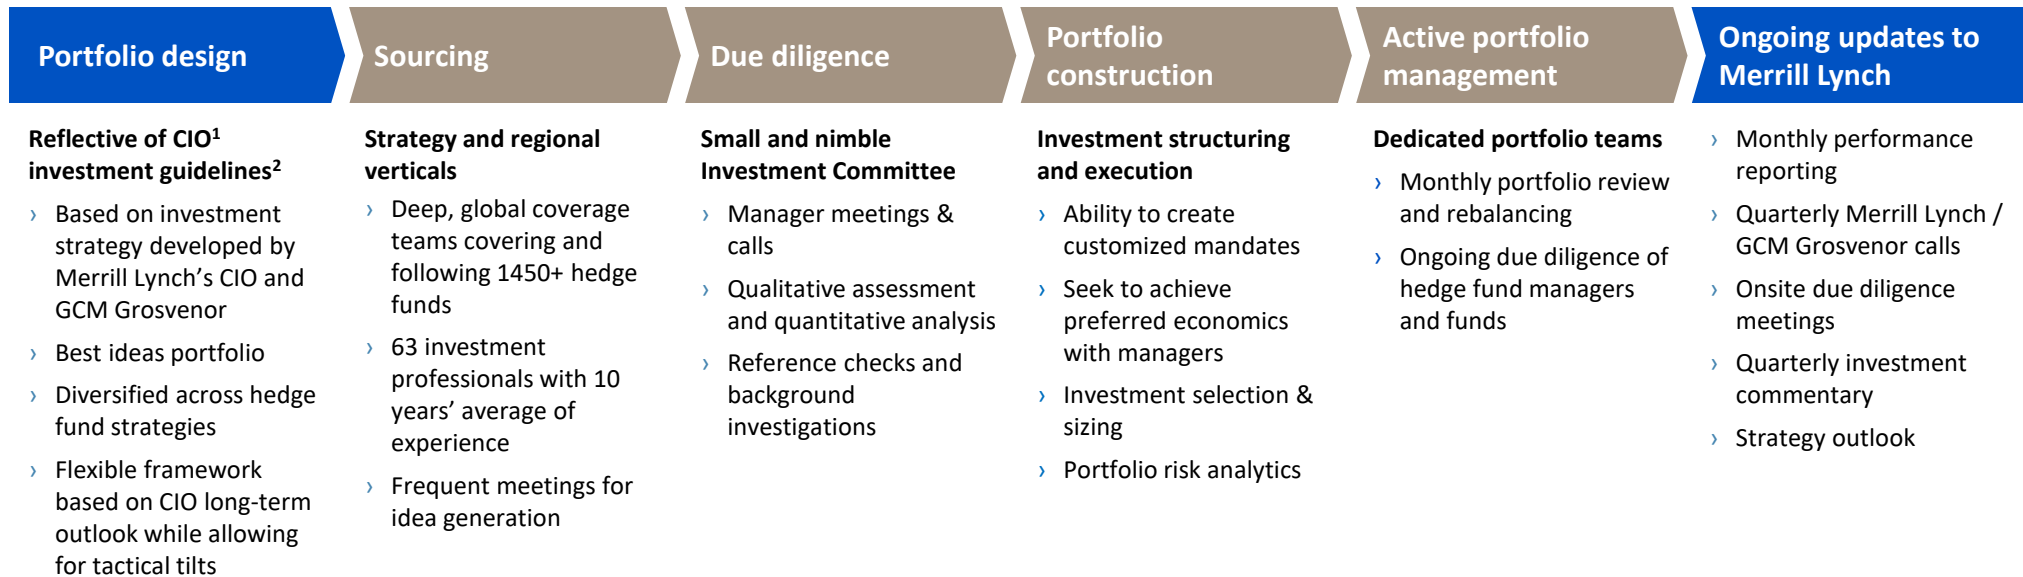 Portfolio design
Sourcing
Due diligence
Portfolio
construction
Active portfolio
management
Ongoing updates to
Merrill Lynch
Reflective of CIO¹
investment guidelines²
› Based on investment
strategy developed by
Merrill Lynch’s CIO and
GCM Grosvenor
› Best ideas portfolio
› Diversified across hedge
fund strategies
› Flexible framework
based on CIO long-term
outlook while allowing
for tactical tilts
Strategy and regional
verticals
› Deep, global coverage
teams covering and
following 1450+ hedge
funds
› 63 investment
professionals with 10
years’ average of
experience
› Frequent meetings for
idea generation
Small and nimble
Investment Committee
› Manager meetings &
calls
› Qualitative assessment
and quantitative analysis
› Reference checks and
background
investigations
Investment structuring
and execution
› Ability to create
customized mandates
› Seek to achieve
preferred economics
with managers
› Investment selection &
sizing
› Portfolio risk analytics
Dedicated portfolio teams
› Monthly portfolio review
and rebalancing
› Ongoing due diligence of
hedge fund managers
and funds
› Monthly performance
reporting
› Quarterly Merrill Lynch /
GCM Grosvenor calls
› Onsite due diligence
meetings
› Quarterly investment
commentary
› Strategy outlook